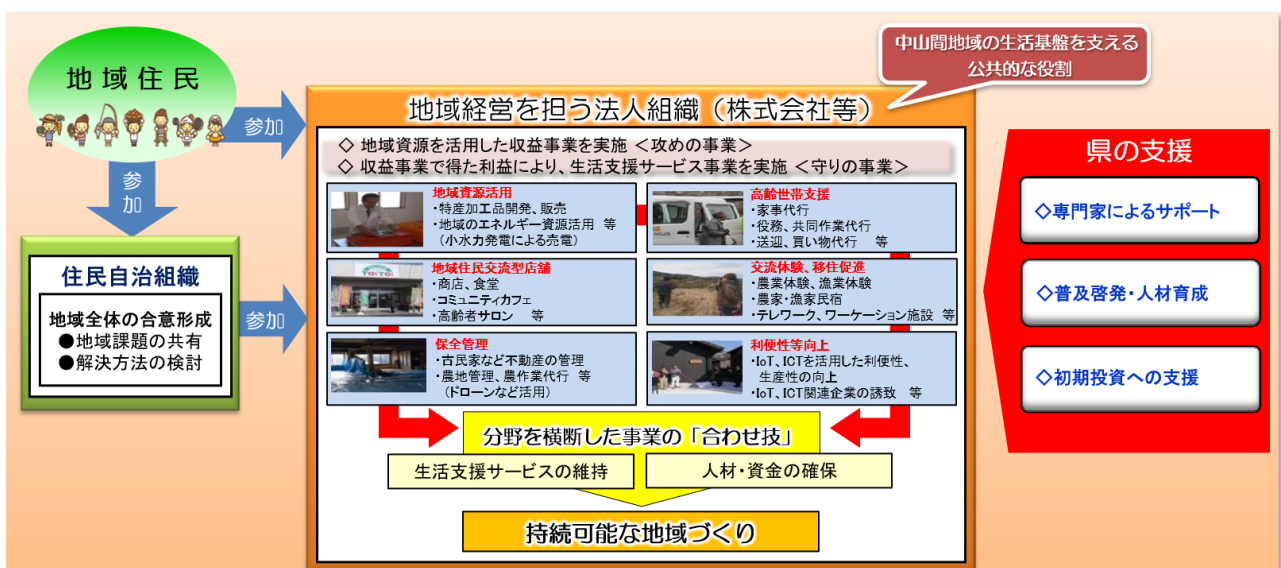 中山間地域の生活基盤を支える
公共的な役割
地域住民
参加
参
加
住民自治組織
地域全体の合意形成
●地域課題の共有
●解決方法の検討
参加
地域経営を担う法人組織（株式会社等）
◇ 地域資源を活用した収益事業を実施 ＜攻めの事業＞
◇ 収益事業で得た利益により、生活支援サービス事業を実施 ＜守りの事業＞
地域資源活用
・特産加工品開発、販売
・地域のエネルギー資源活用　等
（小水力発電による売電）
高齢世帯支援
・家事代行
・役務、共同作業代行
・送迎、買い物代行　等
地域住民交流型店舗
・商店、食堂
・コミュニティカフェ
・高齢者サロン　等
交流体験、移住促進
・農業体験、漁業体験
・農家・漁家民宿
・テレワーク、ワーケーション施設　等
保全管理
・古民家など不動産の管理
・農地管理、農作業代行　等
（ドローンなど活用）
利便性等向上
・IoT、ICTを活用した利便性、
生産性の向上
・IoT、ICT関連企業の誘致　等
分野を横断した事業の「合わせ技」
生活支援サービスの維持
人材・資金の確保
持続可能な地域づくり
県の支援
◇専門家によるサポート
◇普及啓発・人材育成
◇初期投資への支援